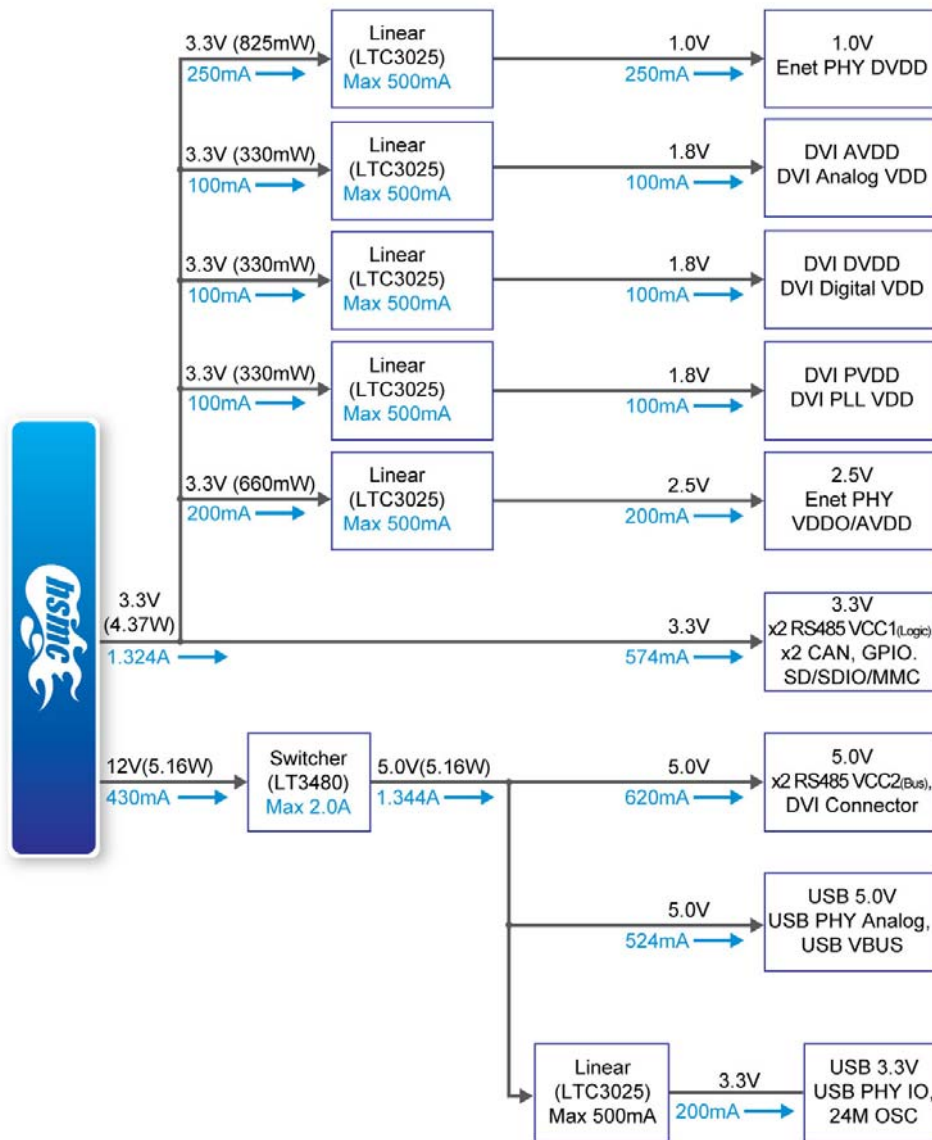 3.3V (825mW)
250mA
Linear
(LTC3025)
Max 500mA
1.0V
250mA
1.0V
Enet PHY DVDD
3.3V (330mW)
100mA
Linear
(LTC3025)
Max 500mA
1.8V
100mA
DVI AVDD
DVI Analog VDD
3.3V (330mW)
100mA
Linear
(LTC3025)
Max 500mA
1.8V
100mA
DVI DVDD
DVI Digital VDD
3.3V (330mW)
100mA
Linear
(LTC3025)
Max 500mA
1.8V
100mA
DVI PVDD
DVI PLL VDD
3.3V (660mW)
200mA
Linear
(LTC3025)
Max 500mA
2.5V
200mA
2.5V
Enet PHY
VDDO/AVDD
hsmc
3.3V
(4.37W)
1.324A
3.3V
574mA
3.3V
x2 RS485 VCC1(Logic)
x2 CAN, GPIO.
SD/SDIO/MMC
12V(5.16W)
430mA
Switcher
(LT3480)
Max 2.0A
5.0V(5.16W)
1.344A
5.0V
620mA
5.0V
x2 RS485 VCC2(Bus),
DVI Connector
5.0V
524mA
USB 5.0V
USB PHY Analog,
USB VBUS
Linear
(LTC3025)
Max 500mA
3.3V
200mA
USB 3.3V
USB PHY IO,
24M OSC